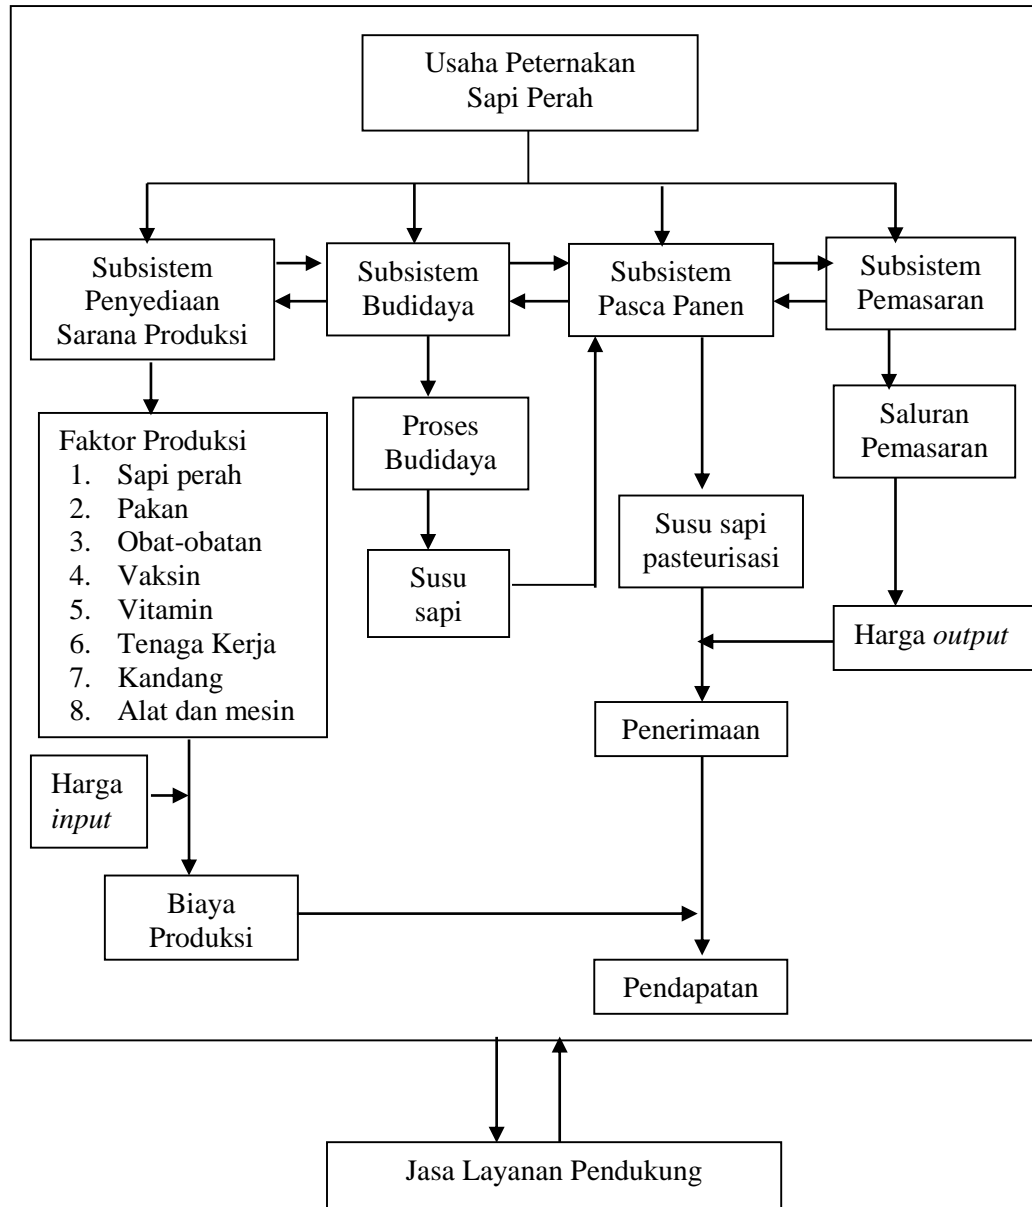 Usaha Peternakan
Sapi Perah
Subsistem
Penyediaan
Sarana Produksi
Subsistem
Budidaya
Subsistem
Pasca Panen
Subsistem
Pemasaran
Faktor Produksi
1. Sapi perah
2. Pakan
3. Obat-obatan
4. Vaksin
5. Vitamin
6. Tenaga Kerja
7. Kandang
8. Alat dan mesin
Proses
Budidaya
Saluran
Pemasaran
Susu sapi
pasteurisasi
Susu
sapi
Harga output
Penerimaan
Harga
input
Biaya
Produksi
Pendapatan
Jasa Layanan Pendukung